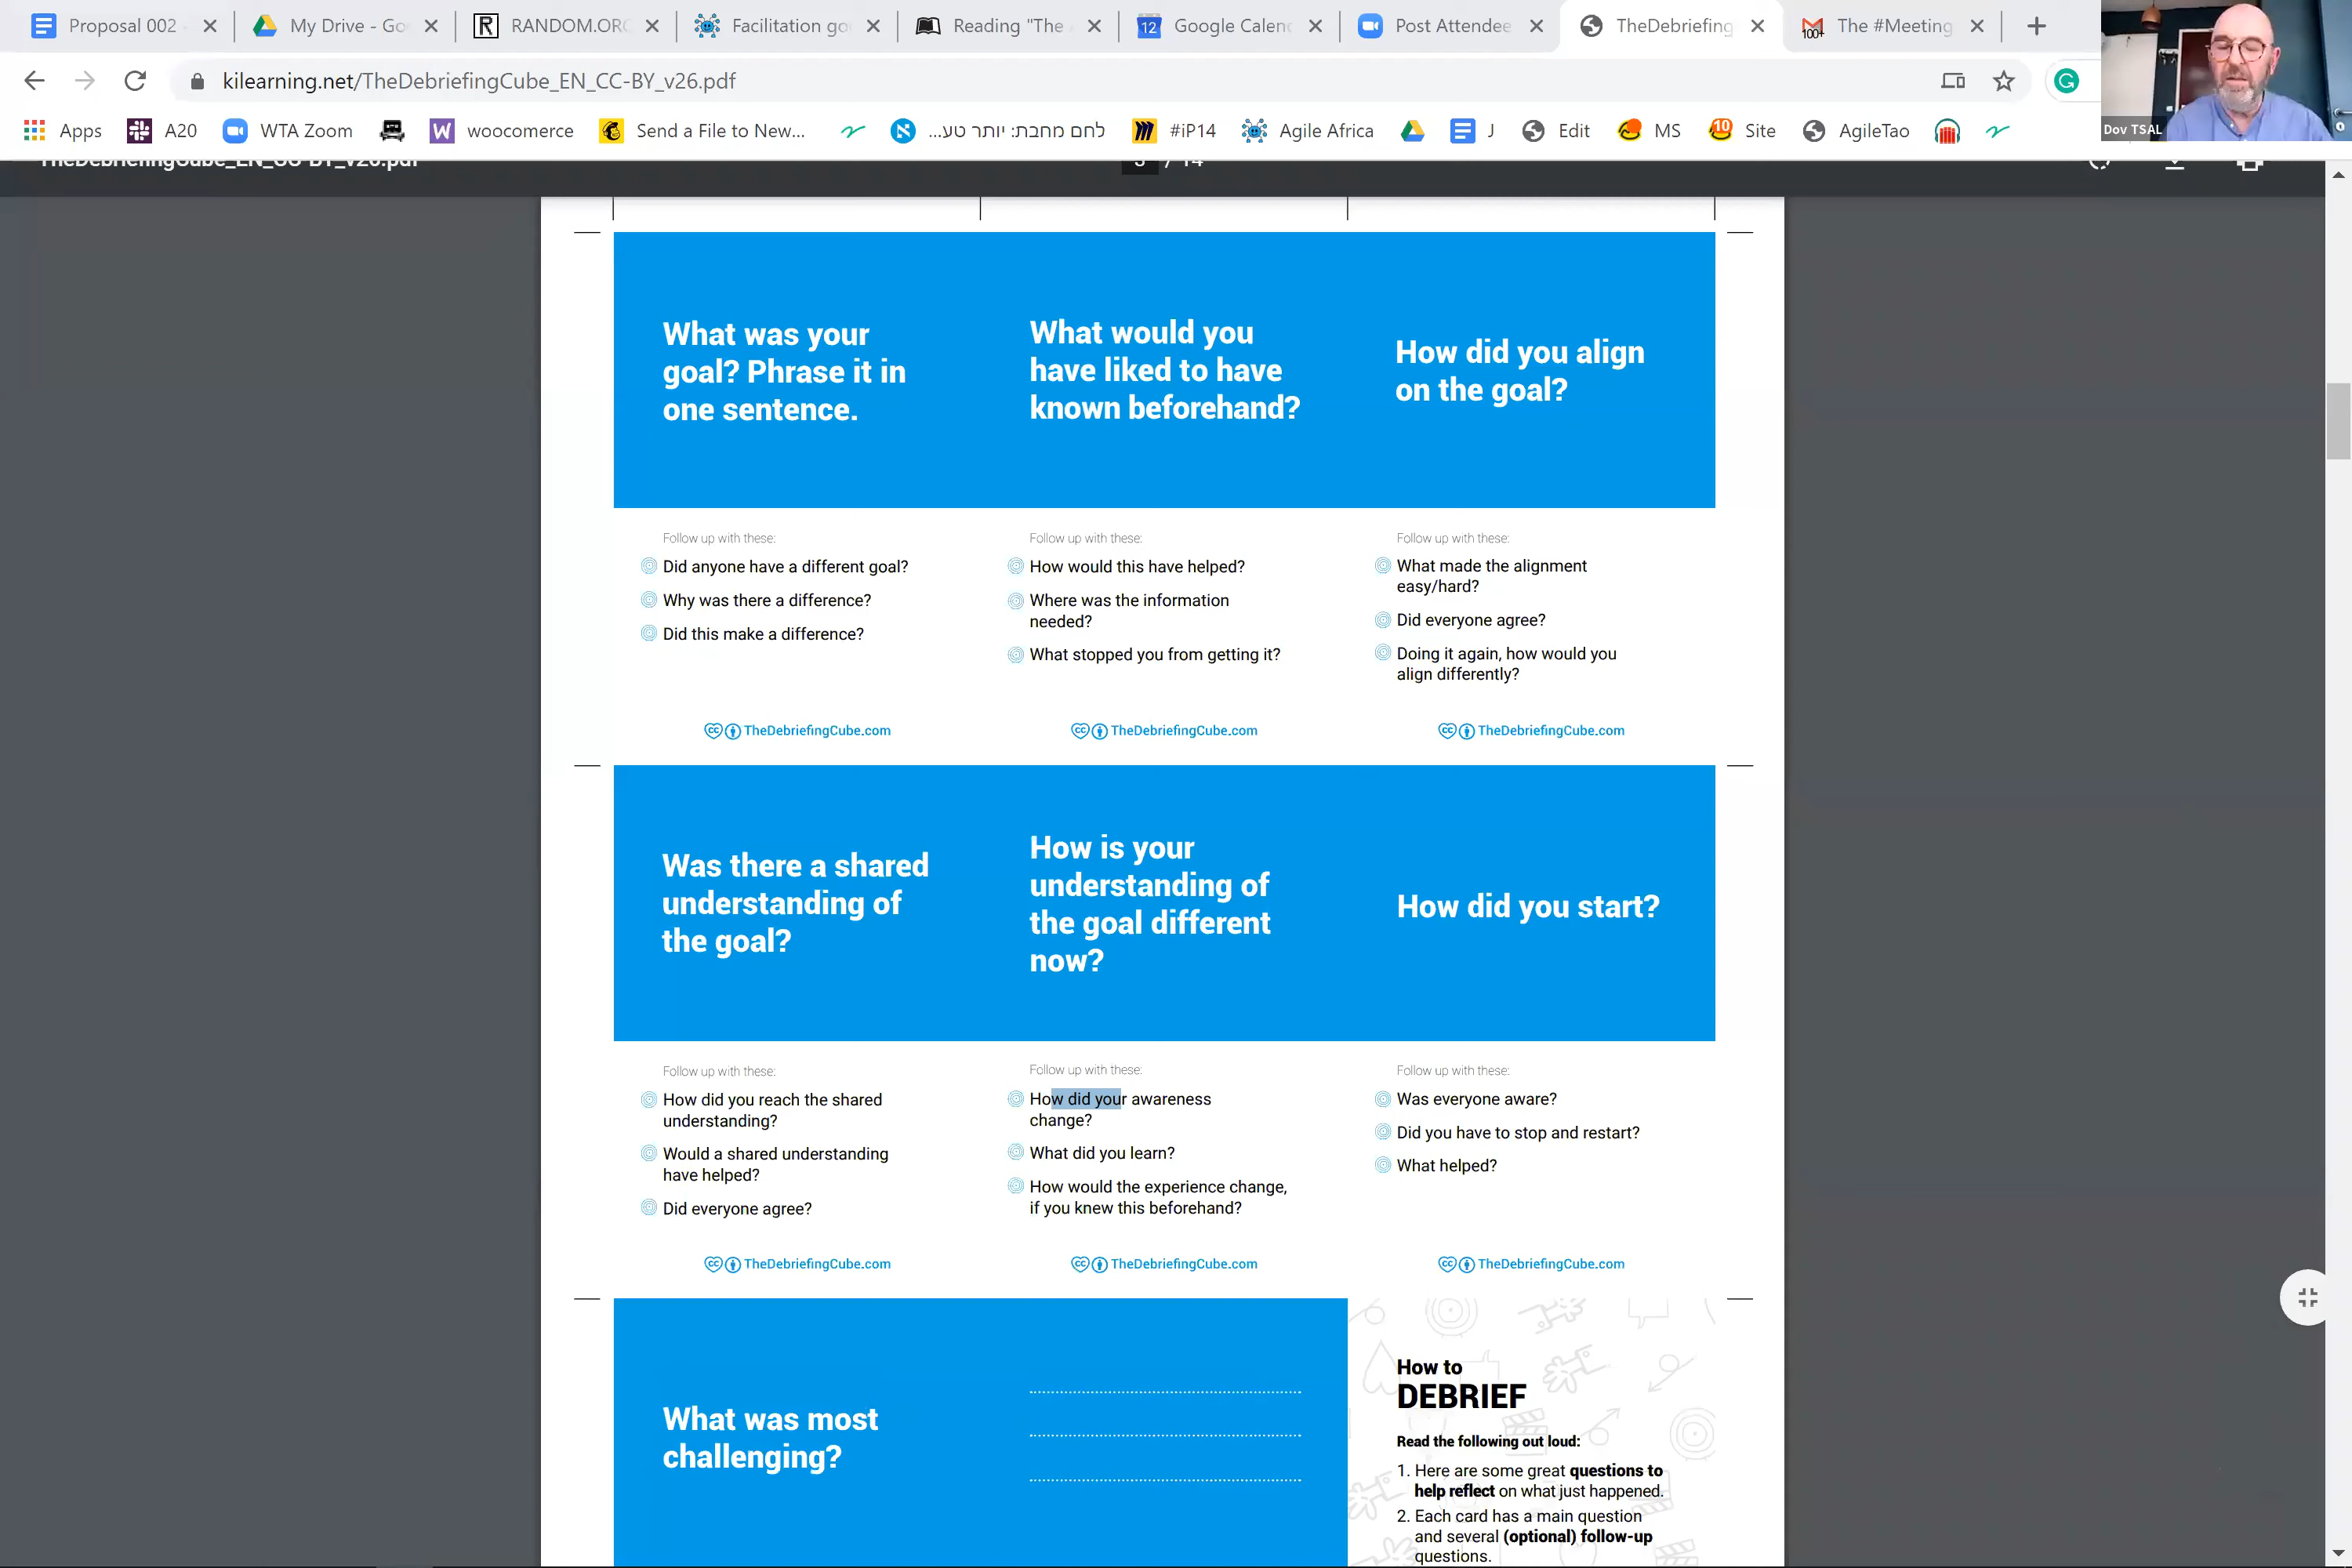 Proposal 002
My Drive - Go
RANDOM.ORG
Facilitation go
Reading "The
12
Google Calen
Post Attendee
TheDebriefing
100+
The #Meeting
kilearning.net/TheDebriefingCube_EN_CC-BY_v26.pdf
Apps
A20
WTA Zoom
woocomerce
Send a File to New...
לחם מחבת: יותר טע...
#iP14
Agile Africa
J
Edit
MS
10
Site
AgileTao
Dov TSAL
TheDebriefingCube_EN_CC-BY_v26.pdf
/ 14
What was your
goal? Phrase it in
one sentence.
Follow up with these:
Did anyone have a different goal?
Why was there a difference?
Did this make a difference?
TheDebriefingCube.com
What would you
have liked to have
known beforehand?
Follow up with these:
How would this have helped?
Where was the information
needed?
What stopped you from getting it?
TheDebriefingCube.com
How did you align
on the goal?
Follow up with these:
What made the alignment
easy/hard?
Did everyone agree?
Doing it again, how would you
align differently?
TheDebriefingCube.com
Was there a shared
understanding of
the goal?
Follow up with these:
How did you reach the shared
understanding?
Would a shared understanding
have helped?
Did everyone agree?
TheDebriefingCube.com
How is your
understanding of
the goal different
now?
Follow up with these:
How did your awareness
change?
What did you learn?
How would the experience change,
if you knew this beforehand?
TheDebriefingCube.com
How did you start?
Follow up with these:
Was everyone aware?
Did you have to stop and restart?
What helped?
TheDebriefingCube.com
What was most
challenging?
How to
DEBRIEF
Read the following out loud:
1. Here are some great questions to
help reflect on what just happened.
2. Each card has a main question
and several (optional) follow-up
questions.